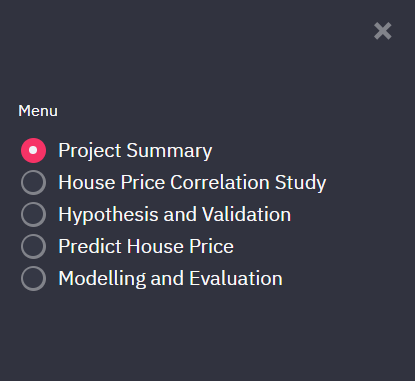 Menu
Project Summary
House Price Correlation Study
Hypothesis and Validation
Predict House Price
Modelling and Evaluation